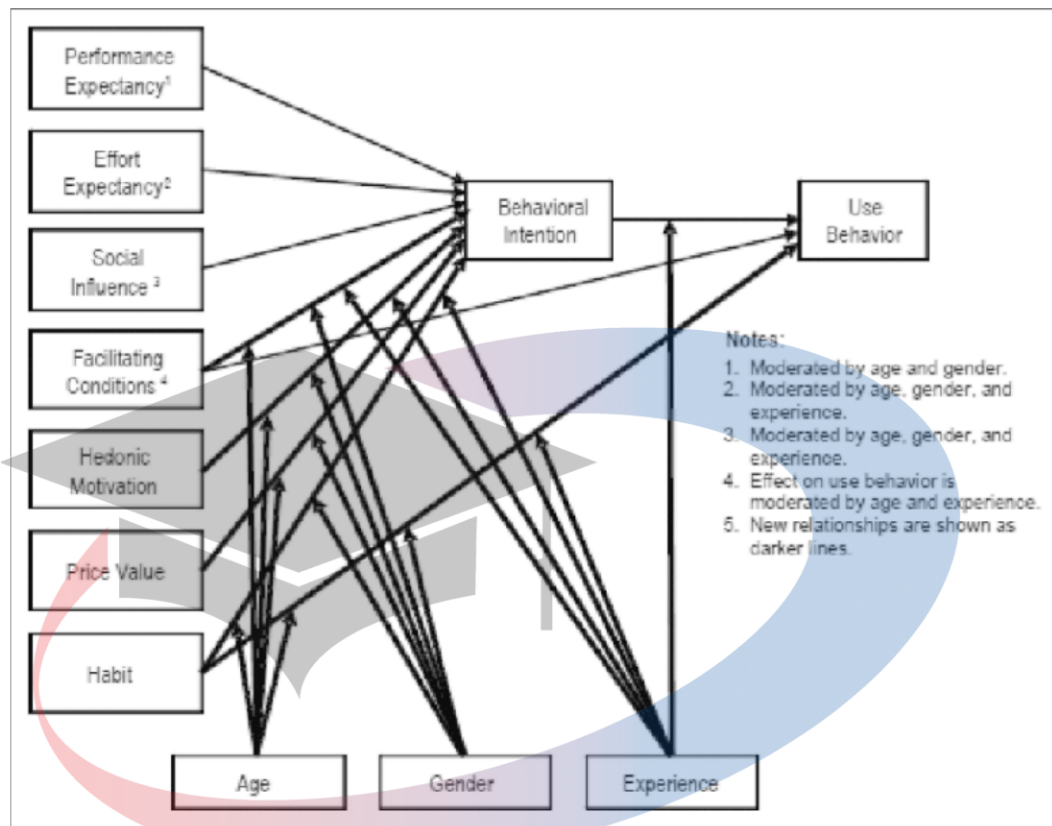 Performance
Expectancy¹
Effort
Expectancy²
Social
Influence ³
Facilitating
Conditions ⁴
Hedonic
Motivation
Price Value
Habit
Behavioral
Intention
Use
Behavior
Notes:
1. Moderated by age and gender.
2. Moderated by age, gender, and
experience.
3. Moderated by age, gender, and
experience.
4. Effect on use behavior is
moderated by age and experience.
5. New relationships are shown as
darker lines.
Age
Gender
Experience